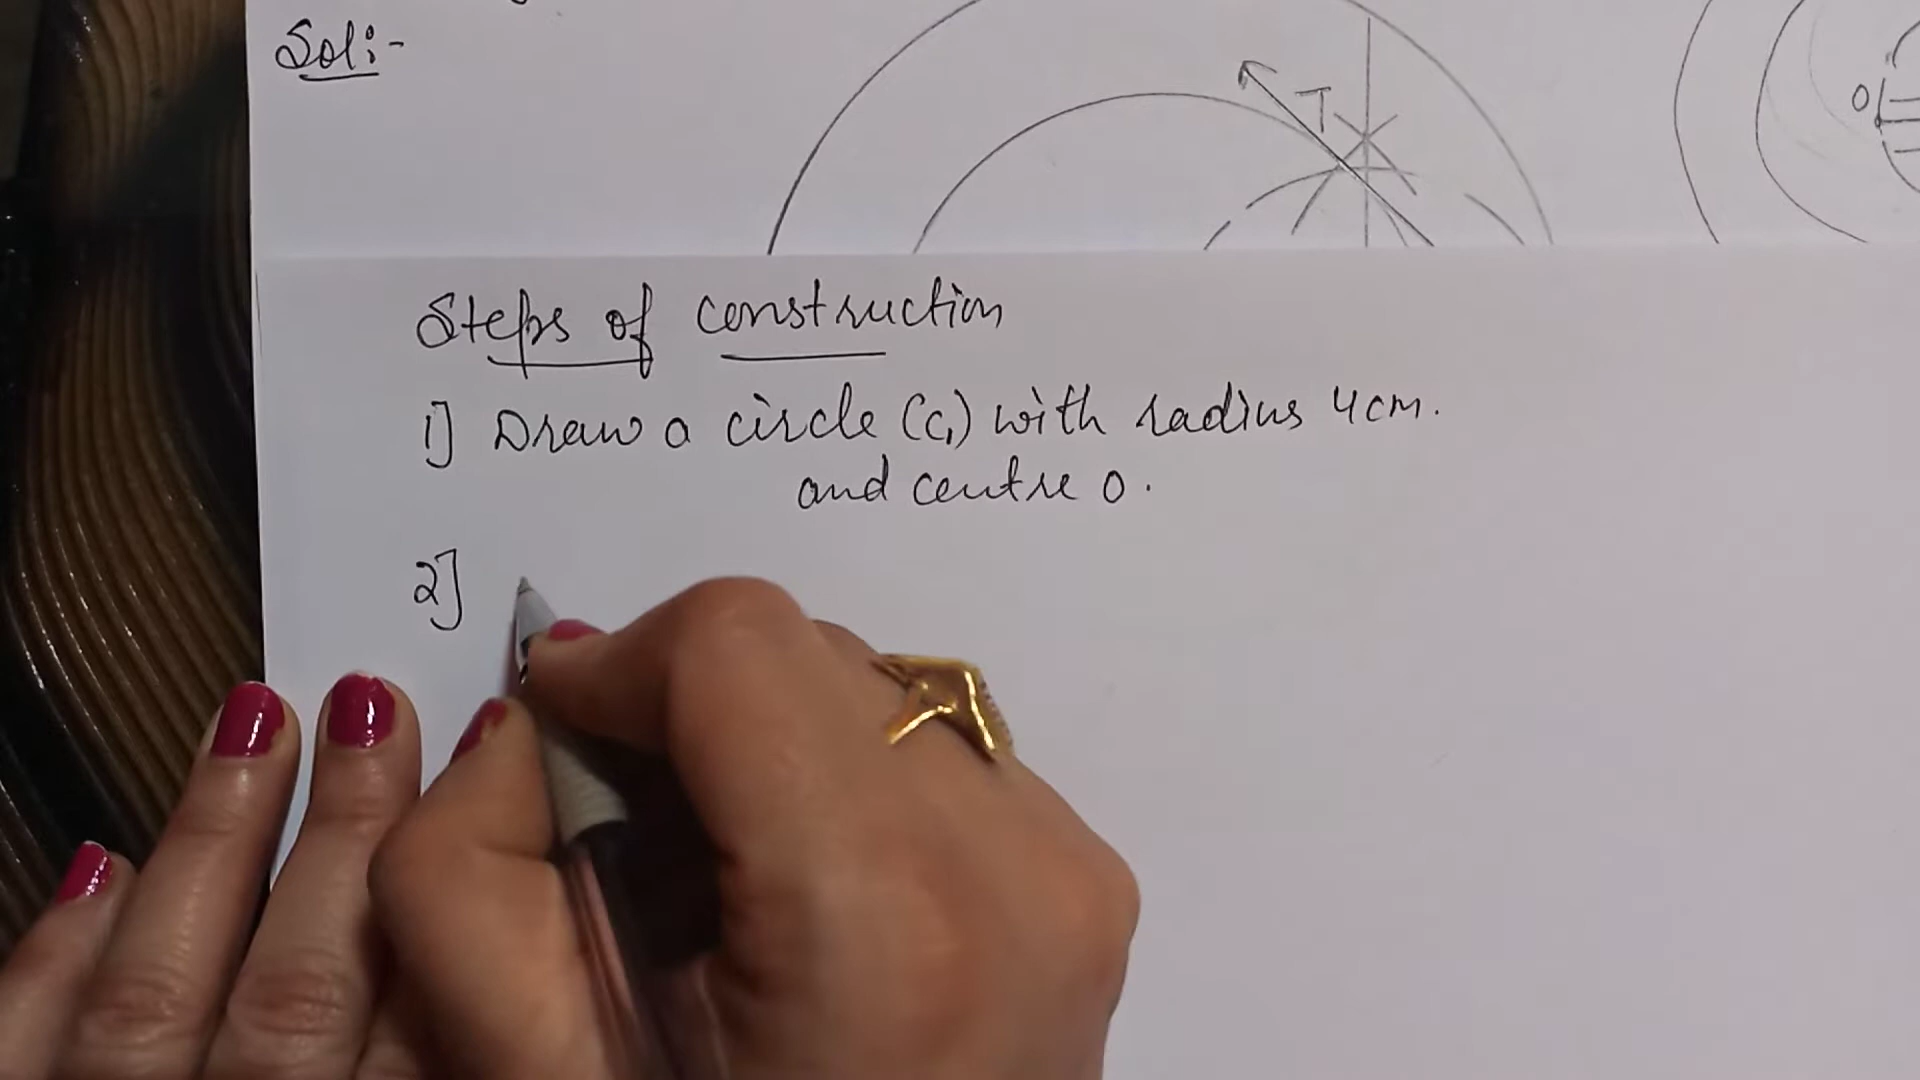 Sol:-
T
O
Steps of construction
1] Draw a circle (C₁) with radius 4cm.
and centre O.
2]